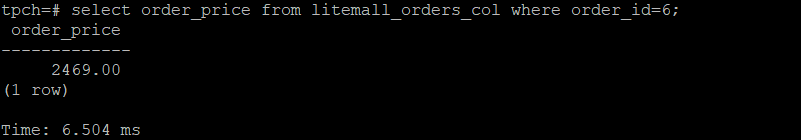 tpch=# select order_price from litemall_orders_col where order_id=6;
 order_price
-------------
     2469.00
(1 row)

Time: 6.504 ms